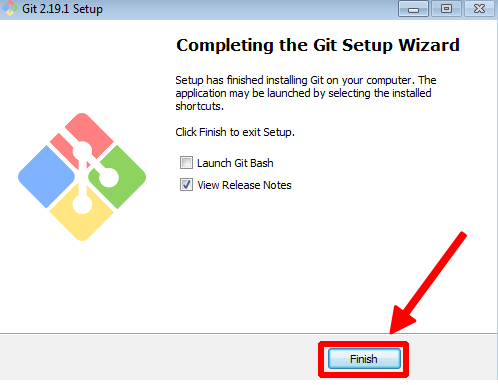 Git 2.19.1 Setup
Completing the Git Setup Wizard
Setup has finished installing Git on your computer. The
application may be launched by selecting the installed
shortcuts.
Click Finish to exit Setup.
Launch Git Bash
View Release Notes
Finish